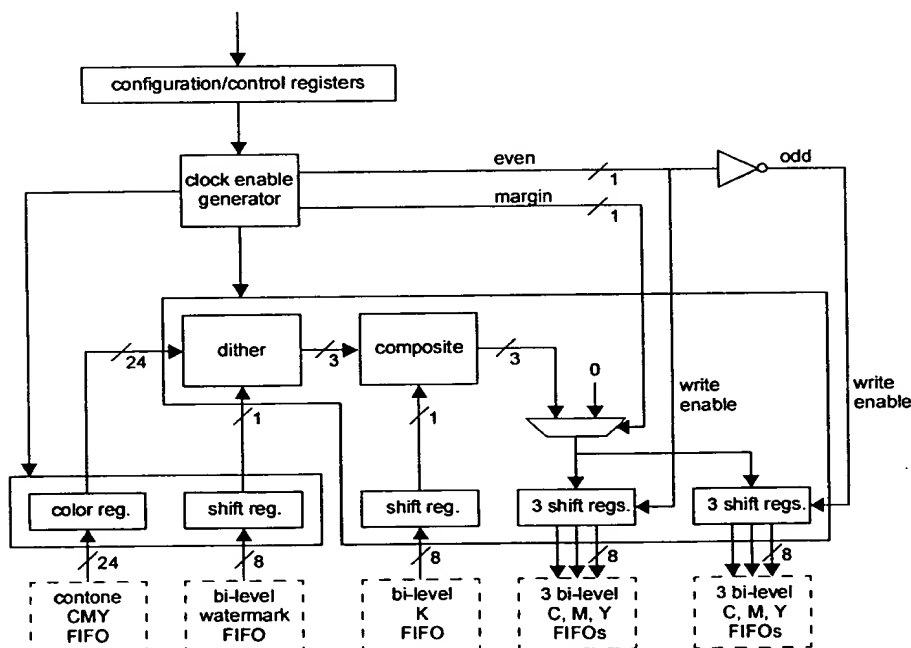 configuration/control registers
even
odd
1
clock enable
generator
margin
1
dither
composite
24
3
3
0
write
enable
write
enable
1
1
color reg.
shift reg.
shift reg.
3 shift regs.
3 shift regs.
24
8
8
8
8
contone
CMY
FIFO
bi-level
watermark
FIFO
bi-level
K
FIFO
3 bi-level
C, M, Y
FIFOs
3 bi-level
C, M, Y
FIFOs